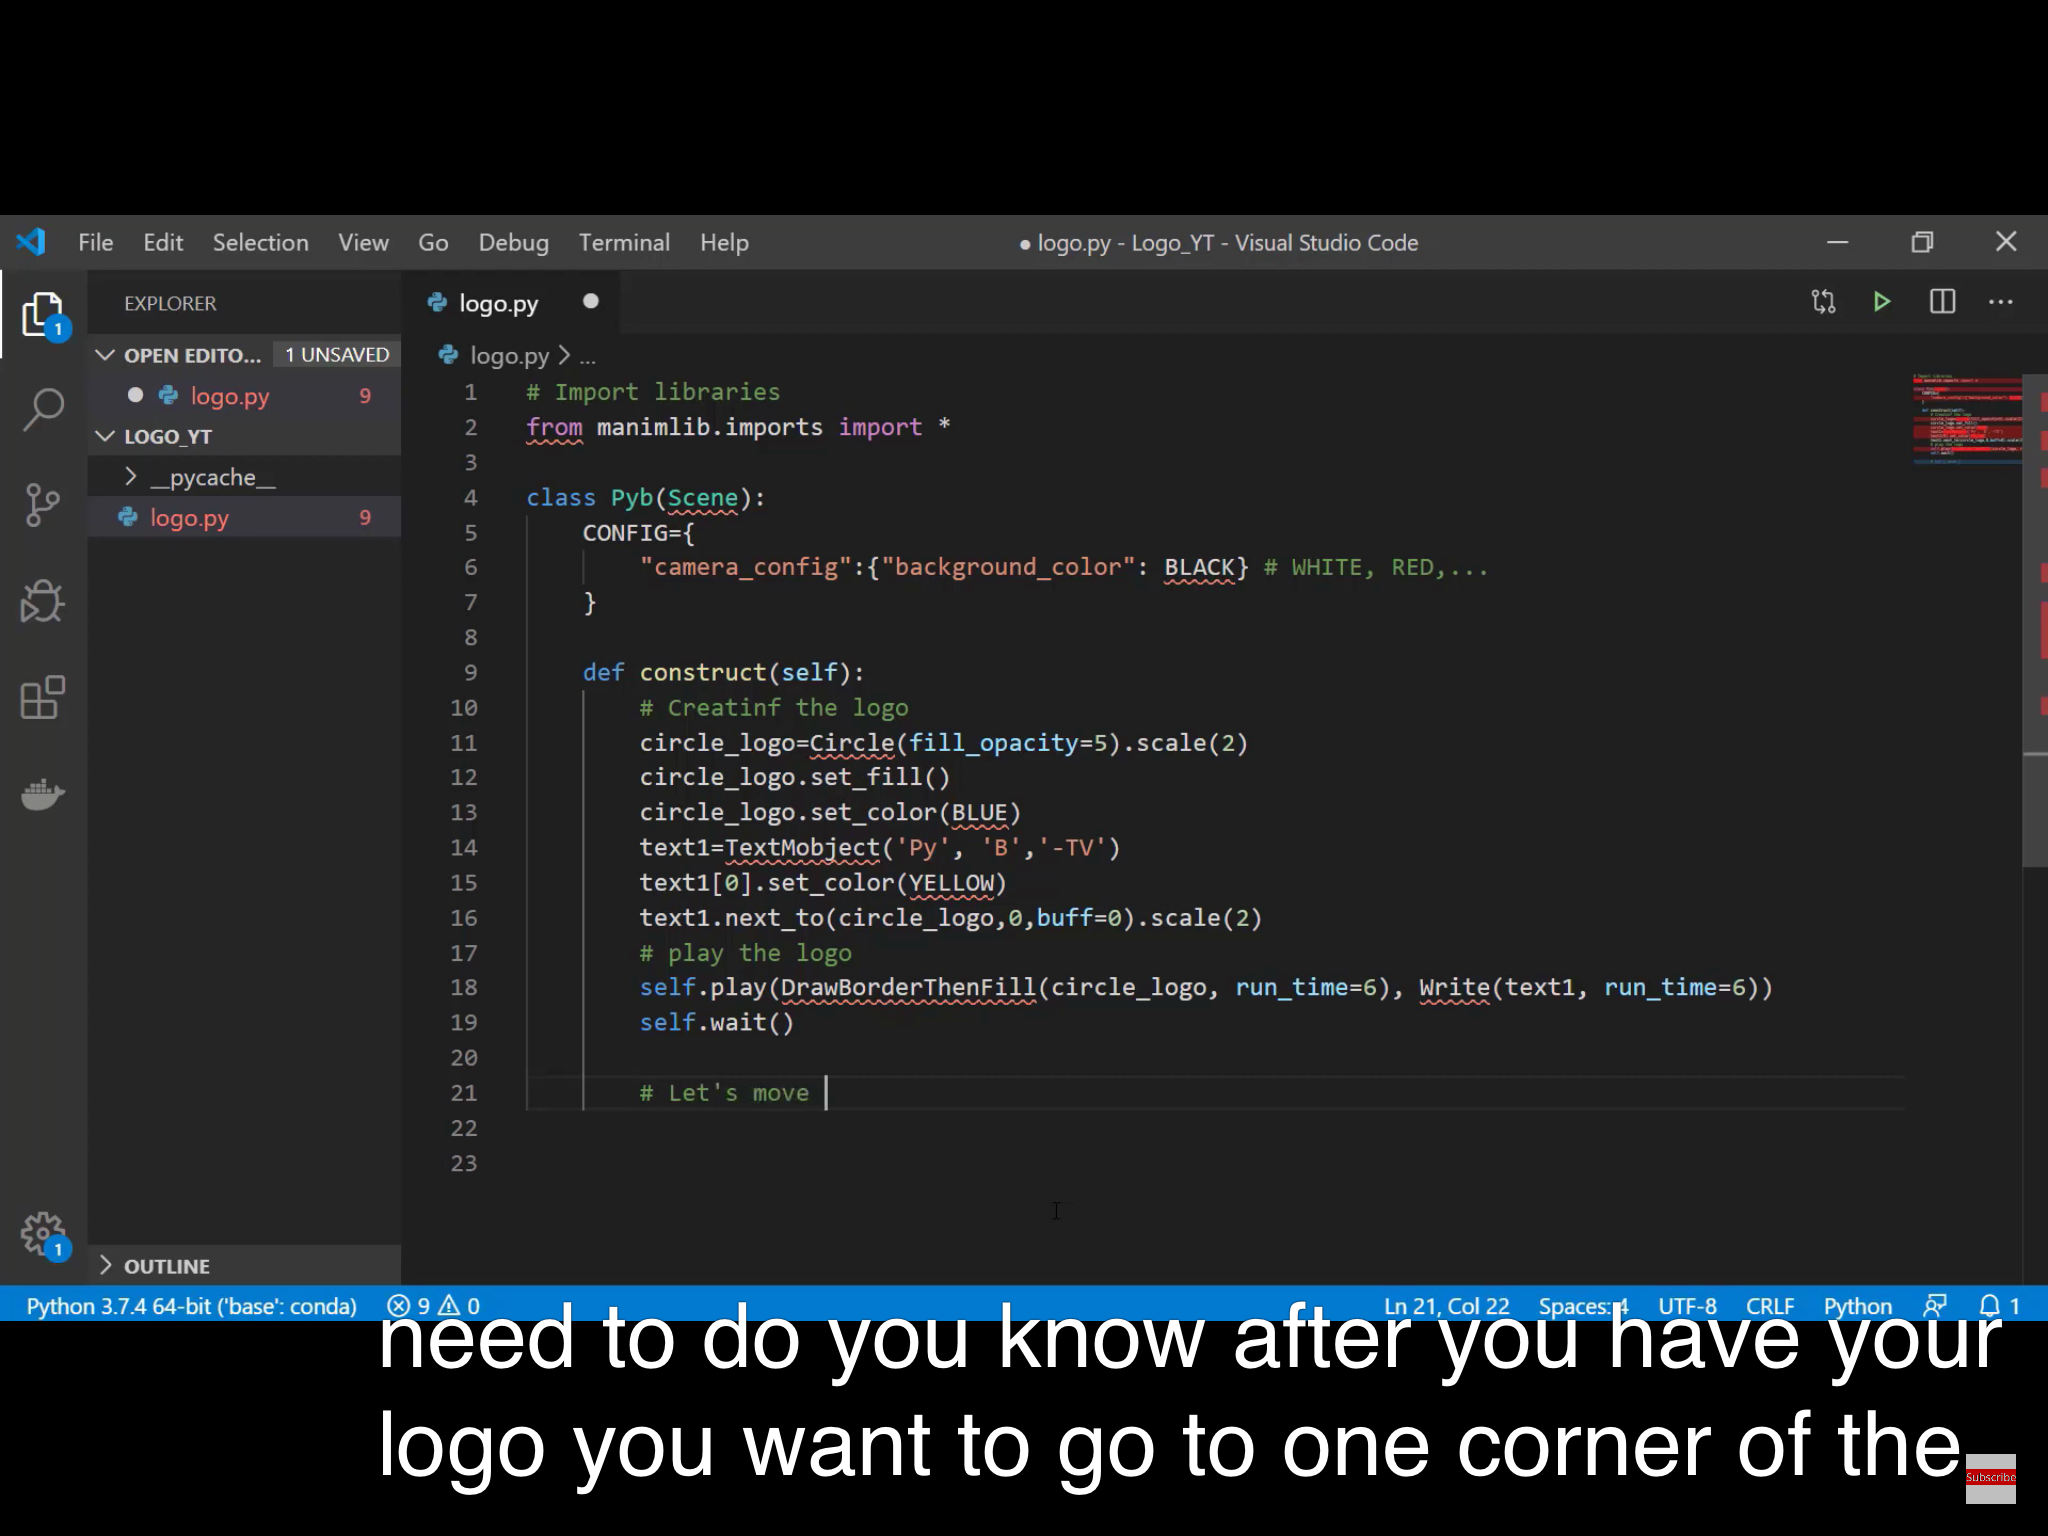 File Edit Selection View Go Debug Terminal Help ● logo.py - Logo_YT - Visual Studio Code
EXPLORER
logo.py
OPEN EDITO... 1 UNSAVED
logo.py 9
LOGO_YT
__pycache__
logo.py 9
OUTLINE
logo.py > ...
1 # Import libraries
2 from manimlib.imports import *
3
4 class Pyb(Scene):
5 CONFIG={
6 "camera_config":{"background_color": BLACK} # WHITE, RED,...
7 }
8
9 def construct(self):
10 # Creatinf the logo
11 circle_logo=Circle(fill_opacity=5).scale(2)
12 circle_logo.set_fill()
13 circle_logo.set_color(BLUE)
14 text1=TextMobject('Py', 'B','-TV')
15 text1[0].set_color(YELLOW)
16 text1.next_to(circle_logo,0,buff=0).scale(2)
17 # play the logo
18 self.play(DrawBorderThenFill(circle_logo, run_time=6), Write(text1, run_time=6))
19 self.wait()
20
21 # Let's move
22
23
1
1
Python 3.7.4 64-bit ('base': conda) 9 0 Ln 21, Col 22 Spaces: 4 UTF-8 CRLF Python 1
need to do you know after you have your
logo you want to go to one corner of the
Subscribe